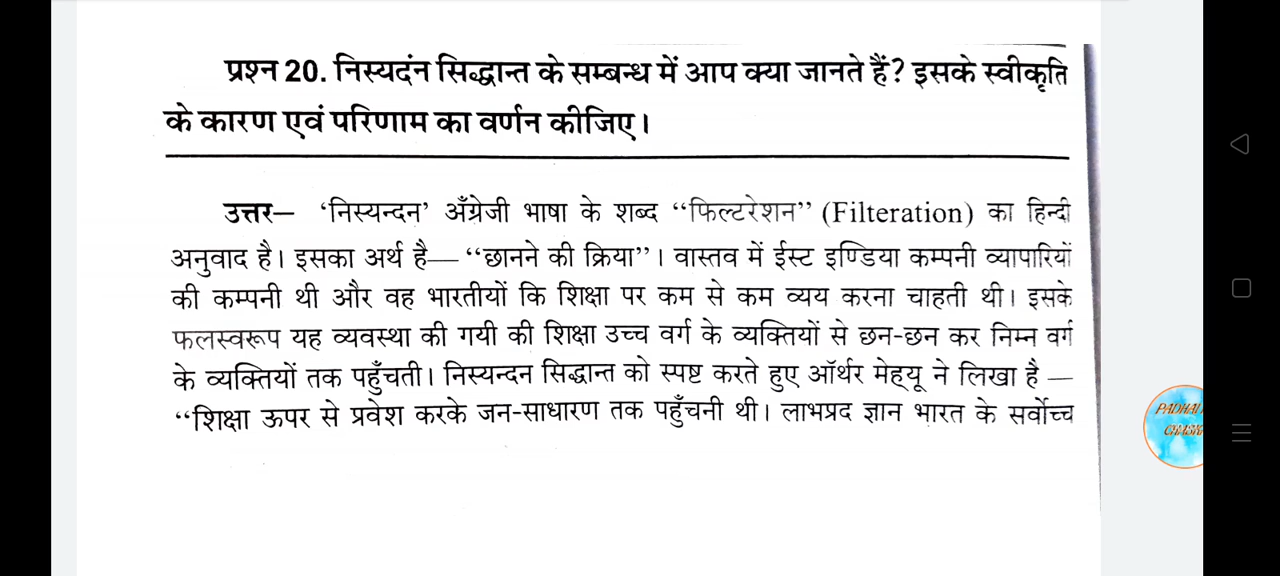 प्रश्न 20. निस्यदंन सिद्धान्त के सम्बन्ध में आप क्या जानते हैं? इसके स्वीकृति
के कारण एवं परिणाम का वर्णन कीजिए।
उत्तर— ‘निस्यन्दन’ अँग्रेजी भाषा के शब्द “फिल्टरेशन” (Filteration) का हिन्दी
अनुवाद है। इसका अर्थ है— “छानने की क्रिया”। वास्तव में ईस्ट इण्डिया कम्पनी व्यापारियों
की कम्पनी थी और वह भारतीयों कि शिक्षा पर कम से कम व्यय करना चाहती थी। इसके
फलस्वरूप यह व्यवस्था की गयी की शिक्षा उच्च वर्ग के व्यक्तियों से छन-छन कर निम्न वर्ग
के व्यक्तियों तक पहुँचती। निस्यन्दन सिद्धान्त को स्पष्ट करते हुए ऑर्थर मेह्यू ने लिखा है —
“शिक्षा ऊपर से प्रवेश करके जन-साधारण तक पहुँचनी थी। लाभप्रद ज्ञान भारत के सर्वोच्च
PADHAI